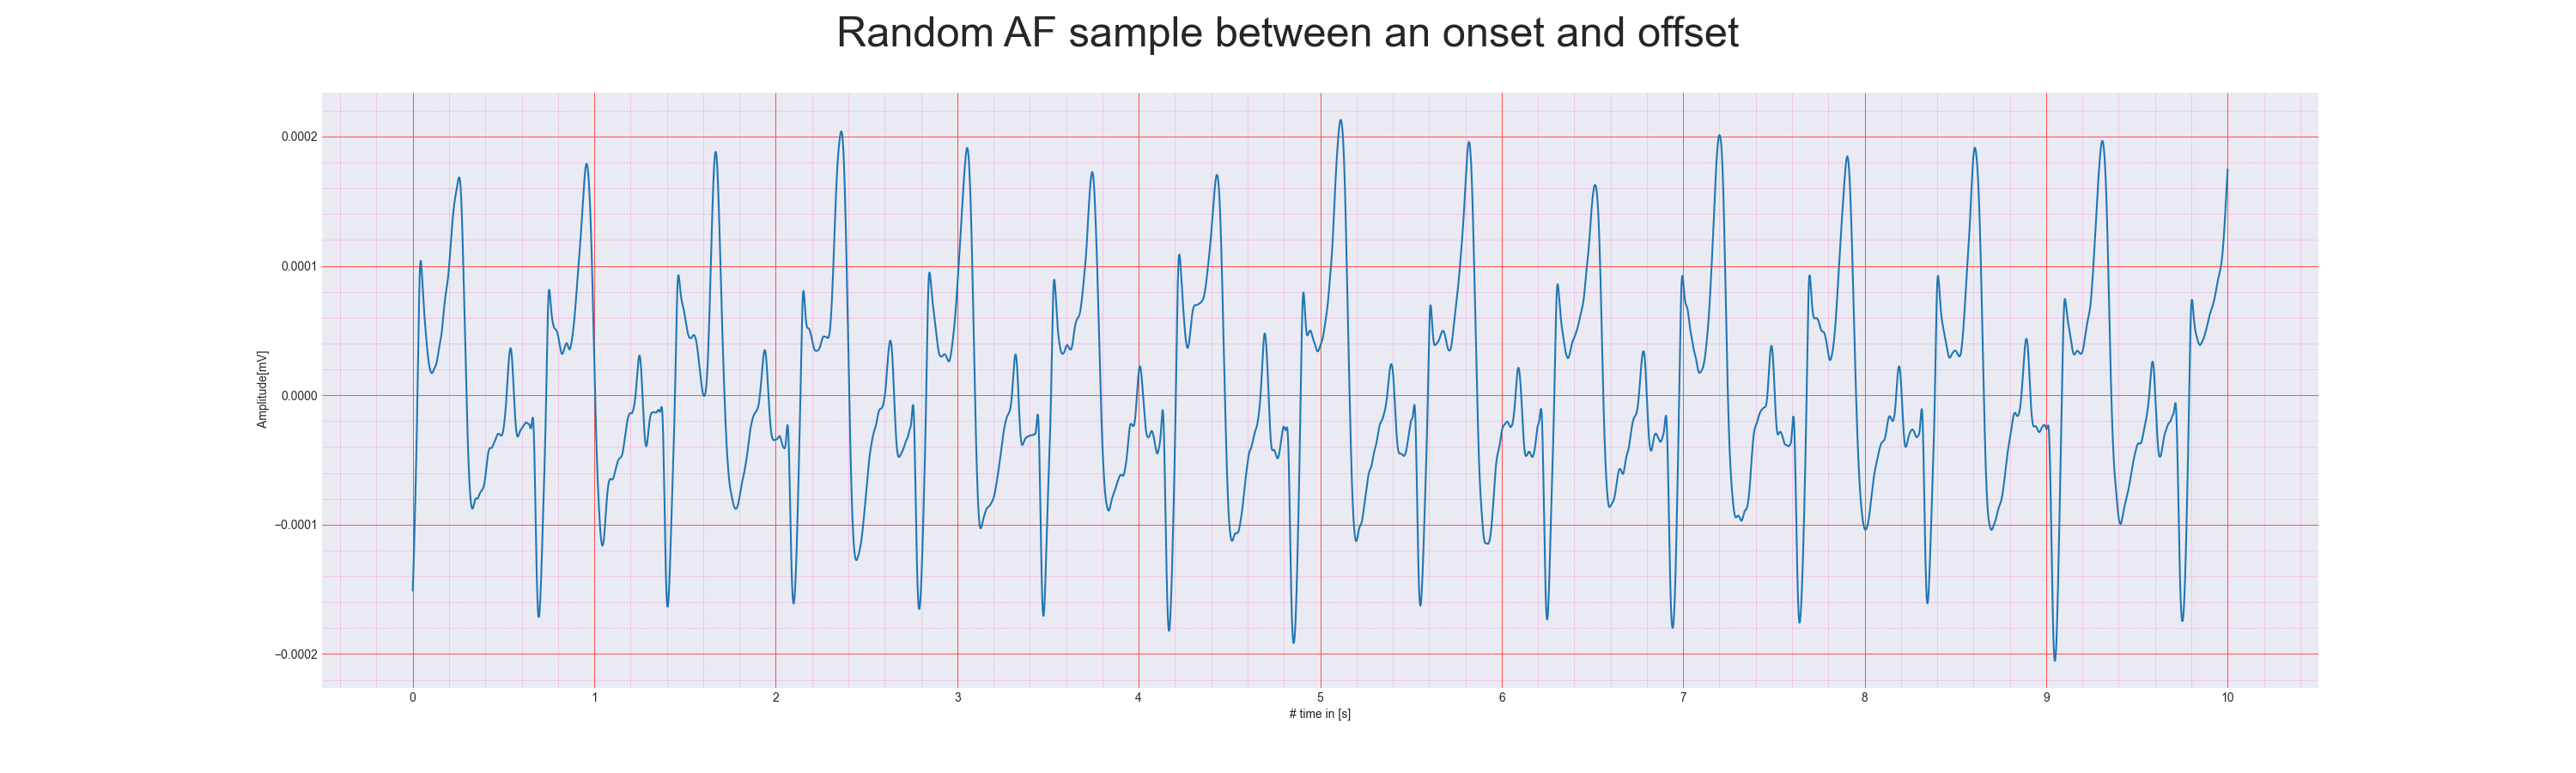 Random AF sample between an onset and offset
0.0002
0.0001
0.0000
−0.0001
−0.0002
Amplitude[mV]
0 1 2 3 4 5 6 7 8 9 10
# time in [s]